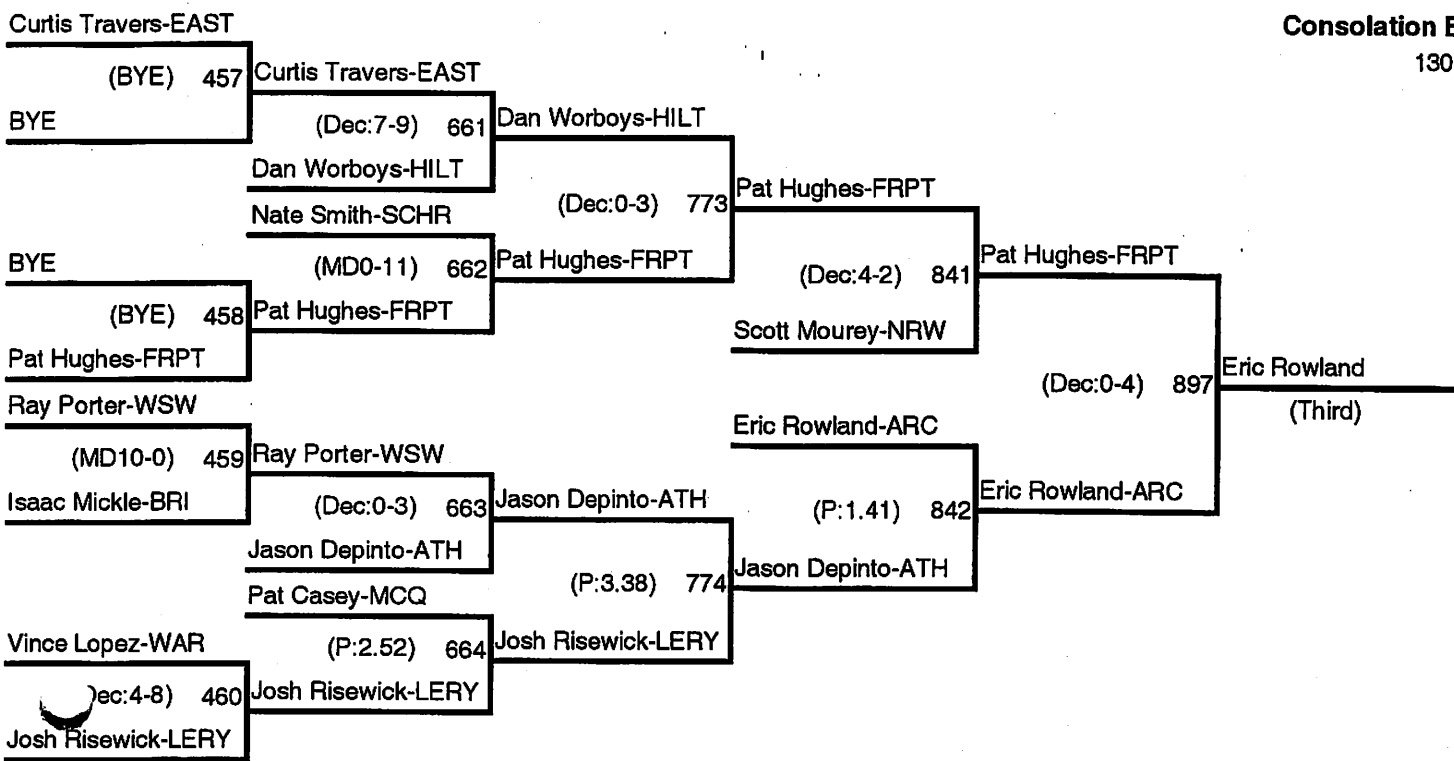 Curtis Travers-EAST
Consolation
130
(BYE) 457
Curtis Travers-EAST
BYE
(Dec:7-9) 661
Dan Worboys-HILT
Dan Worboys-HILT
Pat Hughes-FRPT
Nate Smith-SCHR
(Dec:0-3) 773
BYE
(MD0-11) 662
Pat Hughes-FRPT
Pat Hughes-FRPT
(BYE) 458
Pat Hughes-FRPT
(Dec:4-2) 841
Scott Mourey-NRW
Pat Hughes-FRPT
Eric Rowland
(Dec:0-4) 897
(Third)
Ray Porter-WSW
Eric Rowland-ARC
(MD10-0) 459
Ray Porter-WSW
Isaac Mickle-BRI
Jason Depinto-ATH
Eric Rowland-ARC
(Dec:0-3) 663
(P:1.41) 842
Jason Depinto-ATH
(P:3.38) 774
Jason Depinto-ATH
Pat Casey-MCQ
Vince Lopez-WAR
(P:2.52) 664
Josh Risewick-LERY
ec:4-8) 460
Josh Risewick-LERY
Josh Risewick-LERY